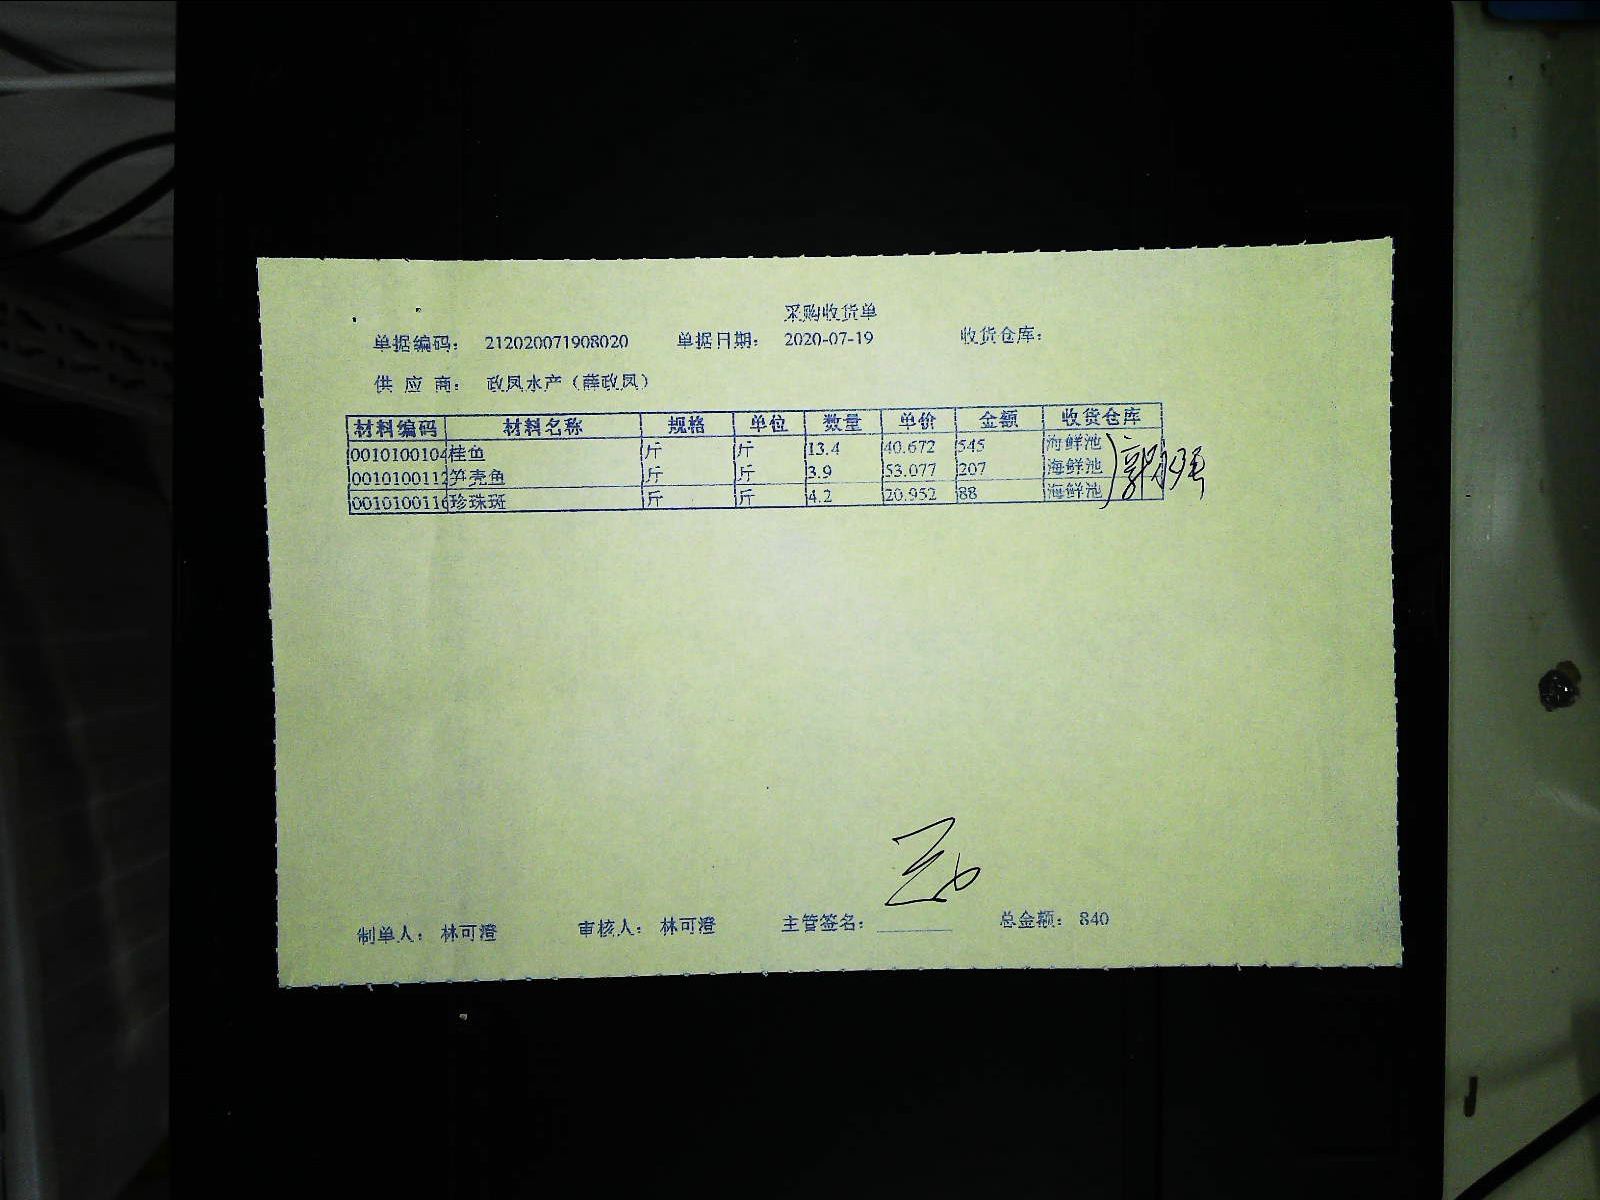 采购收货单
单据编码： 212020071908020 单据日期： 2020-07-19 收货仓库：
供 应 商： 政凤水产（薛政凤）
材料编码 材料名称 规格 单位 数量 单价 金额 收货仓库
0010100104 桂鱼 斤 斤 13.4 40.672 545 海鲜池
0010100112 笋壳鱼 斤 斤 3.9 53.077 207 海鲜池
0010100116 珍珠斑 斤 斤 4.2 20.952 88 海鲜池
制单人： 林可澄 审核人： 林可澄 主管签名： 总金额： 840